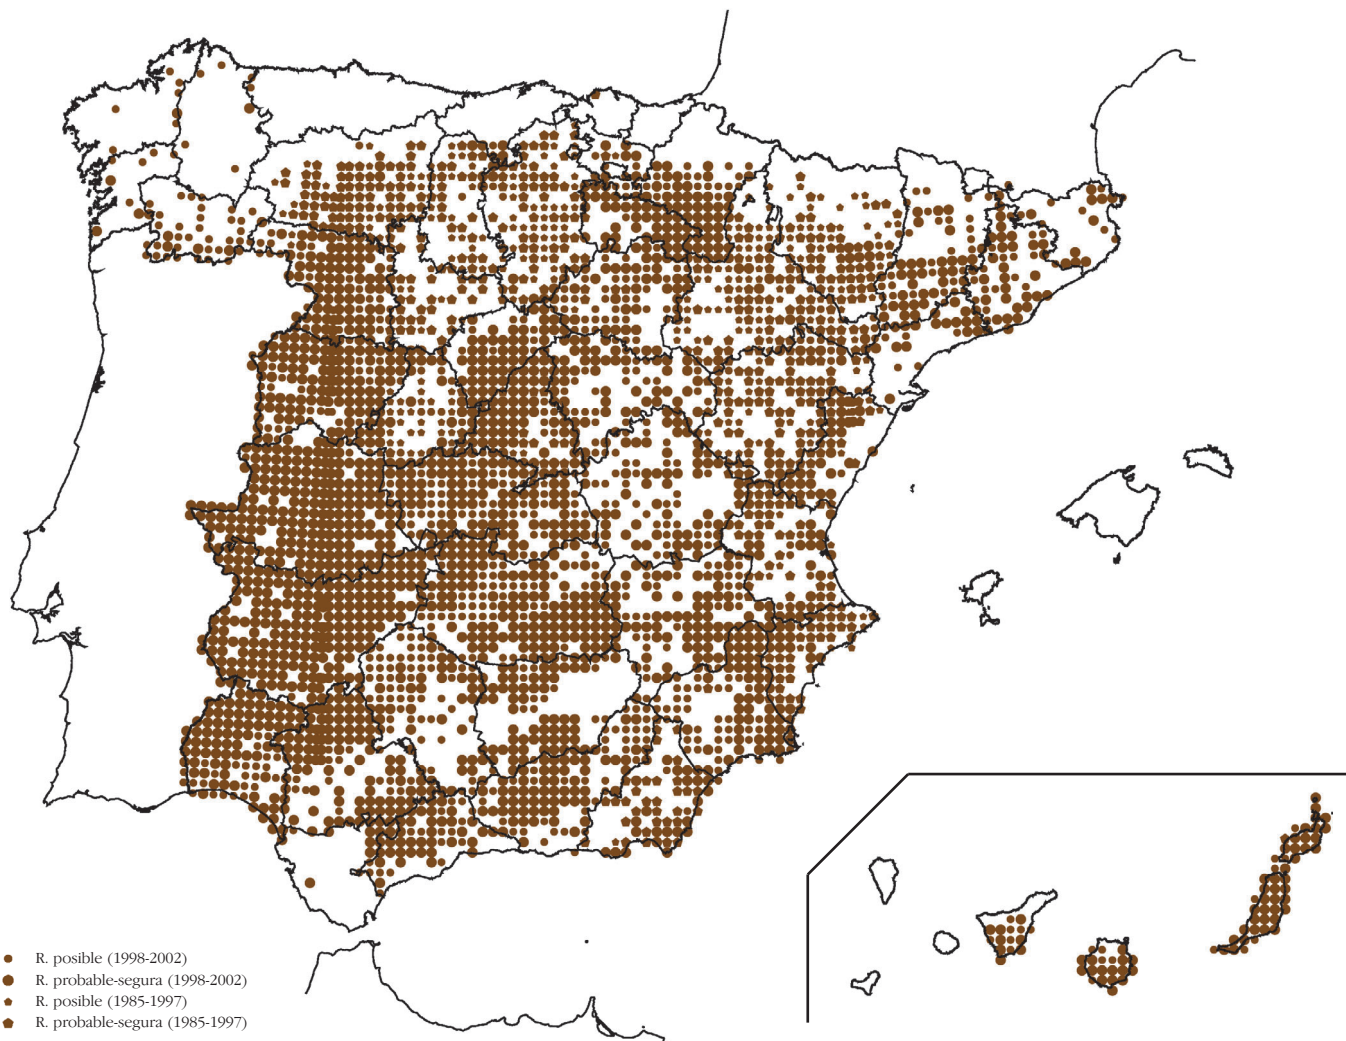 R. posible (1998-2002)
R. probable-segura (1998-2002)
R. posible (1985-1997)
R. probable-segura (1985-1997)